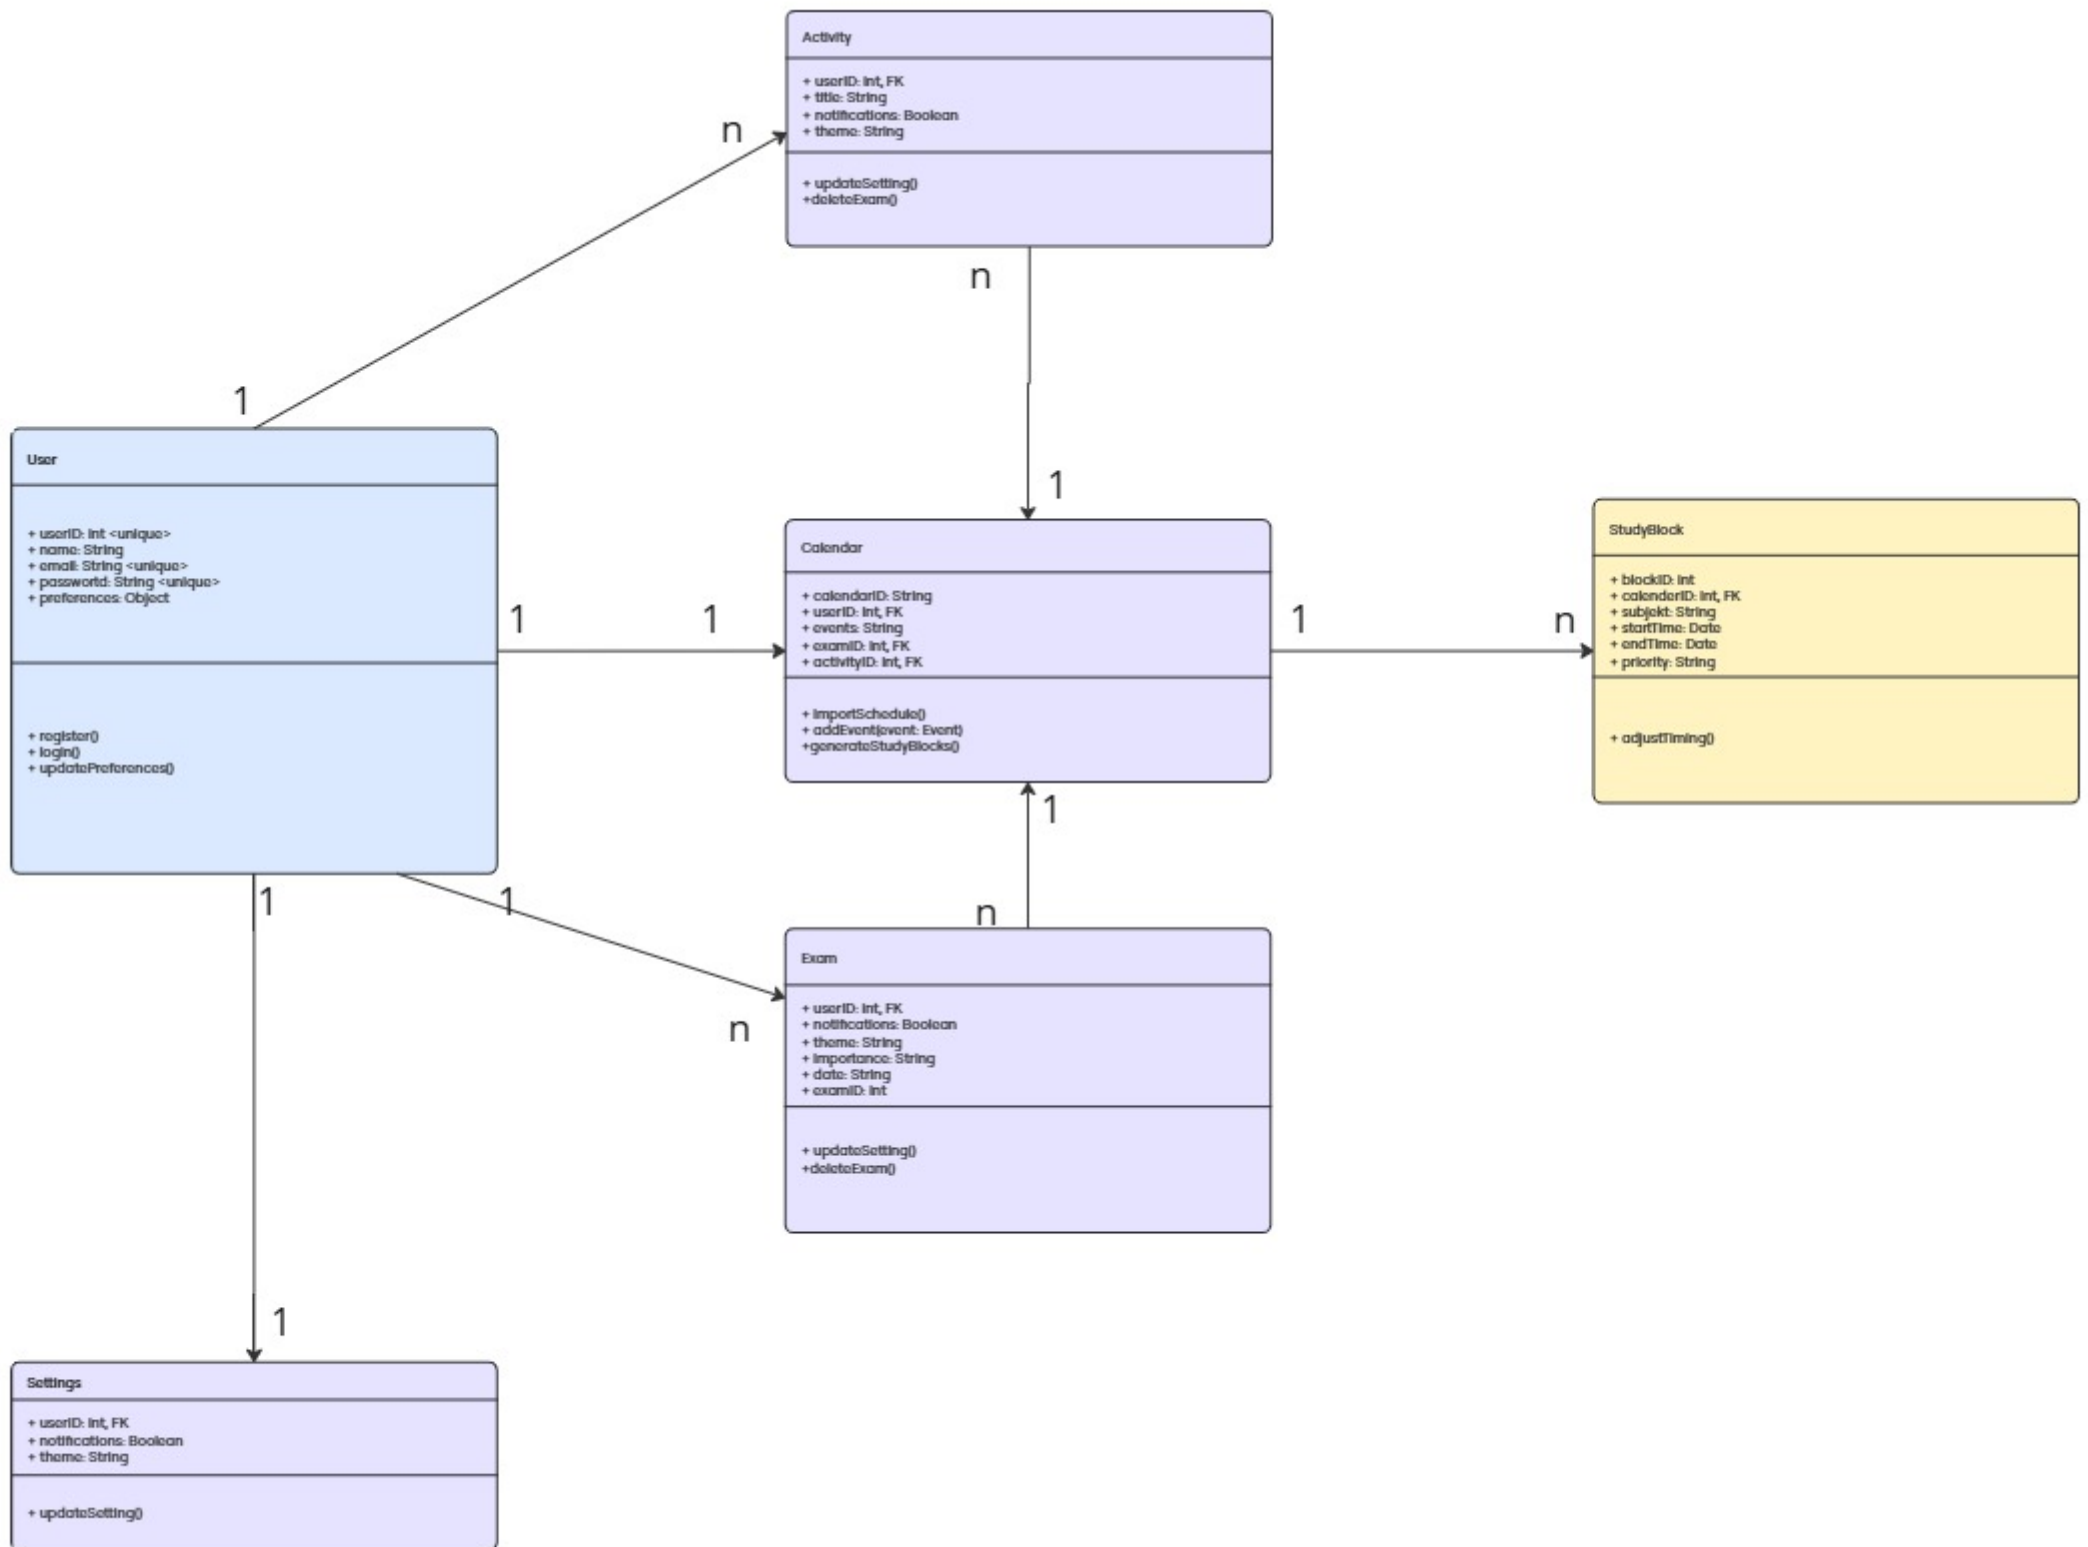 Activity
+ userID: Int, FK
+ title: String
+ notifications: Boolean
+ theme: String
+ updateSetting()
+deleteExam()
n
n
1
1
User
+ userID: Int <unique>
+ name: String
+ email: String <unique>
+ passwortd: String <unique>
+ preferences: Object
+ register()
+ login()
+ updatePreferences()
1
1
Calendar
+ calendarID: String
+ userID: Int, FK
+ events: String
+ examID: Int, FK
+ activityID: Int, FK
+ importSchedule()
+ addEvent(event: Event)
+generateStudyBlocks()
1
n
StudyBlock
+ blockID: Int
+ calenderID: Int, FK
+ subjekt: String
+ startTime: Date
+ endTime: Date
+ priority: String
+ adjustTiming()
1
1
1
n
n
Exam
+ userID: Int, FK
+ notifications: Boolean
+ theme: String
+ importance: String
+ date: String
+ examID: Int
+ updateSetting()
+deleteExam()
1
Settings
+ userID: Int, FK
+ notifications: Boolean
+ theme: String
+ updateSetting()